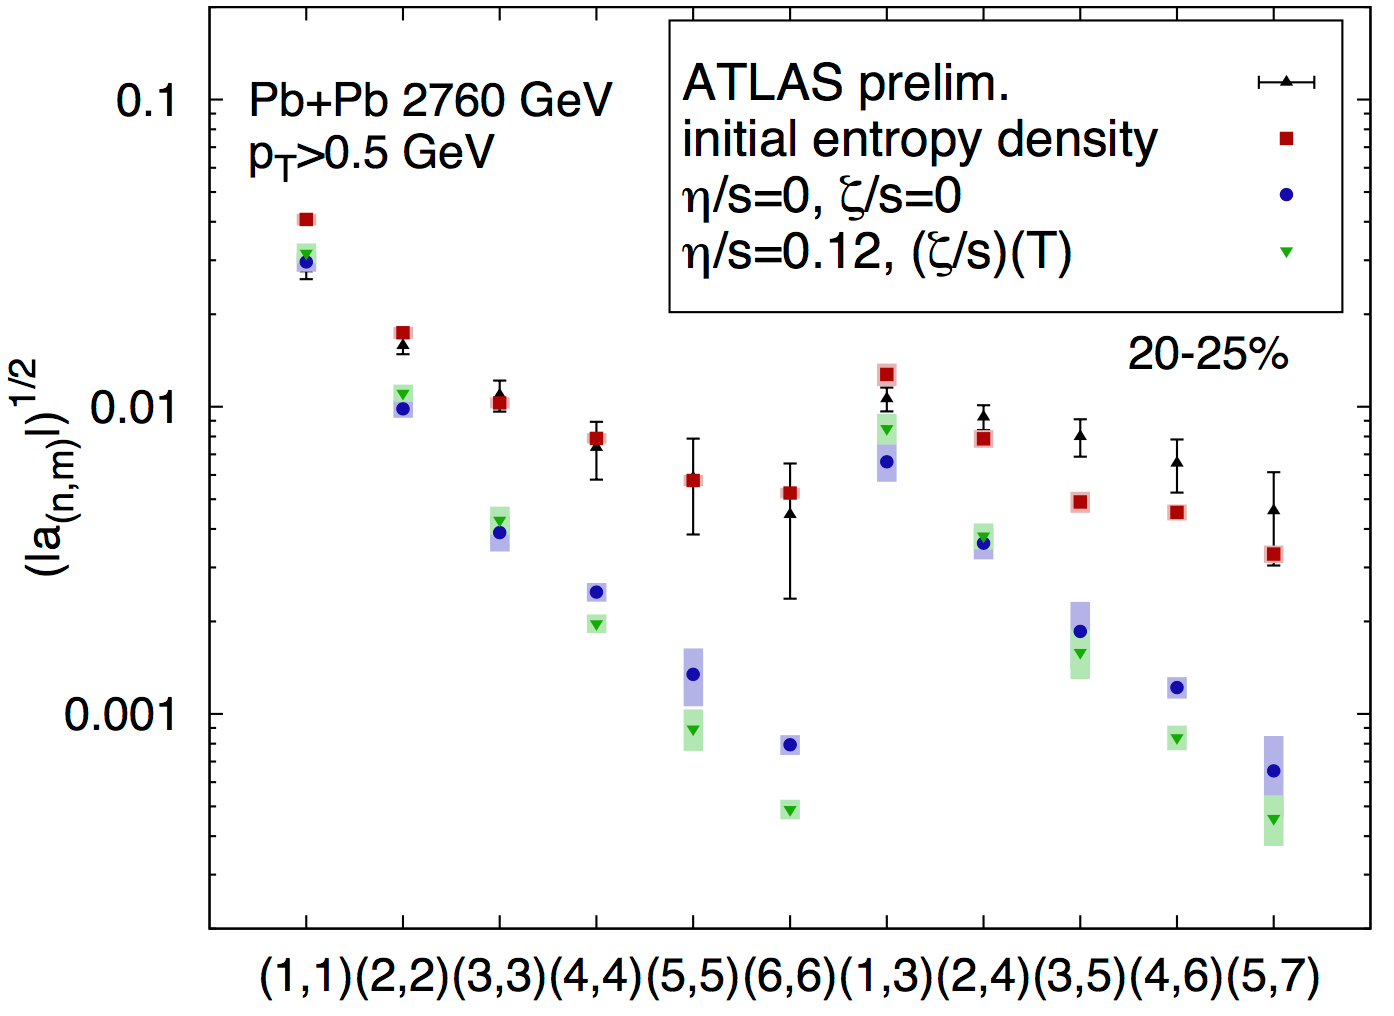 Pb+Pb 2760 GeV
pT>0.5 GeV
ATLAS prelim.
initial entropy density
η/s=0, ζ/s=0
η/s=0.12, (ζ/s)(T)
20-25%
(|a(n,m)|)1/2
0.1
0.01
0.001
(1,1)(2,2)(3,3)(4,4)(5,5)(6,6)(1,3)(2,4)(3,5)(4,6)(5,7)